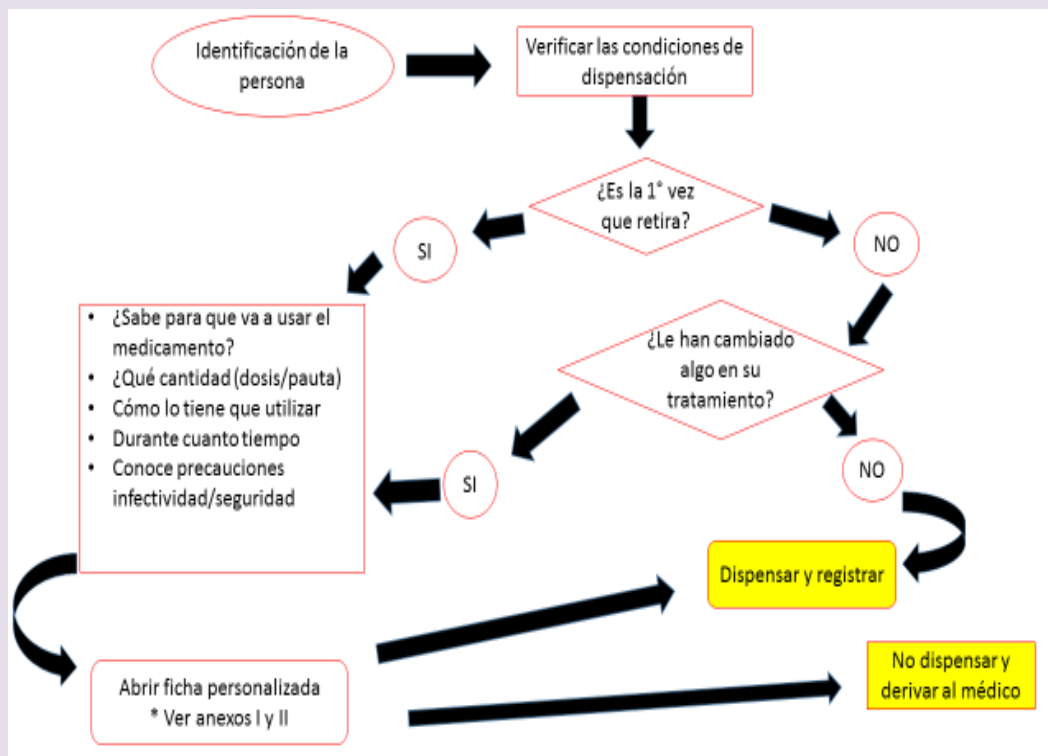 Identificación de la
persona
Verificar las condiciones de
dispensación
¿Es la 1° vez
que retira?
SI
NO
• ¿Sabe para que va a usar el
medicamento?
• ¿Qué cantidad (dosis/pauta)
• Cómo lo tiene que utilizar
• Durante cuanto tiempo
• Conoce precauciones
infectividad/seguridad
¿Le han cambiado
algo en su
tratamiento?
SI
NO
Dispensar y registrar
Abrir ficha personalizada
* Ver anexos I y II
No dispensar y
derivar al médico